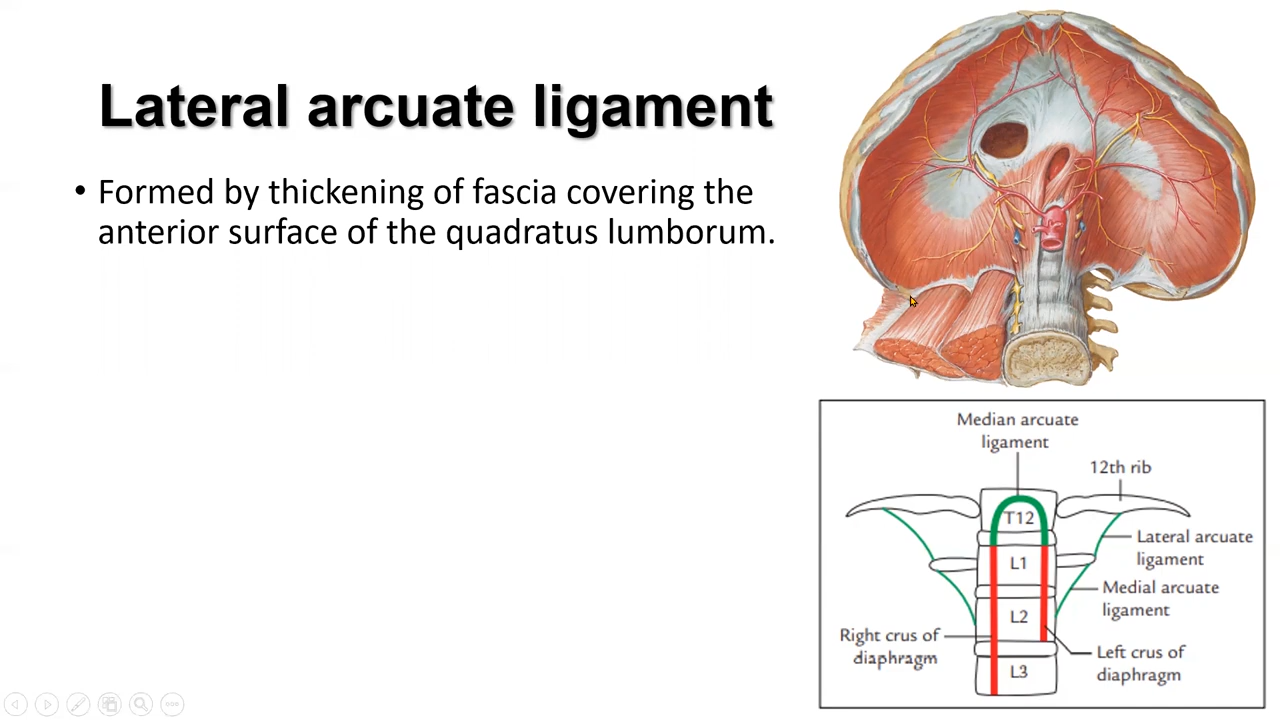 Lateral arcuate ligament
• Formed by thickening of fascia covering the
anterior surface of the quadratus lumborum.
Median arcuate
ligament
12th rib
T12
Lateral arcuate
ligament
L1
Medial arcuate
ligament
L2
Right crus of
diaphragm
Left crus of
diaphragm
L3